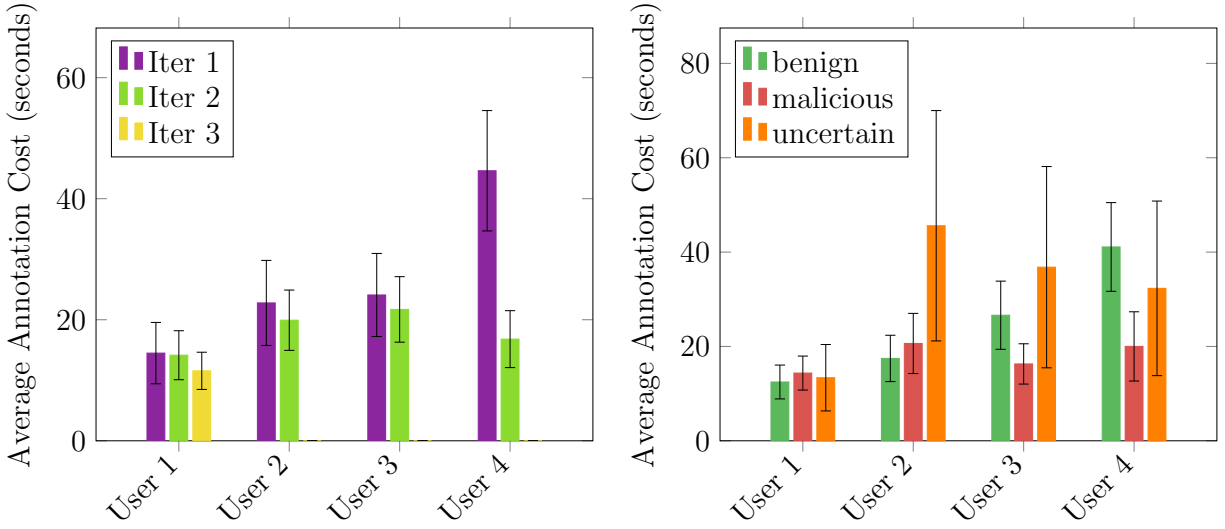 Average Annotation Cost (seconds)
60
40
20
0
Iter 1
Iter 2
Iter 3
User 1
User 2
User 3
User 4
Average Annotation Cost (seconds)
80
60
40
20
0
benign
malicious
uncertain
User 1
User 2
User 3
User 4